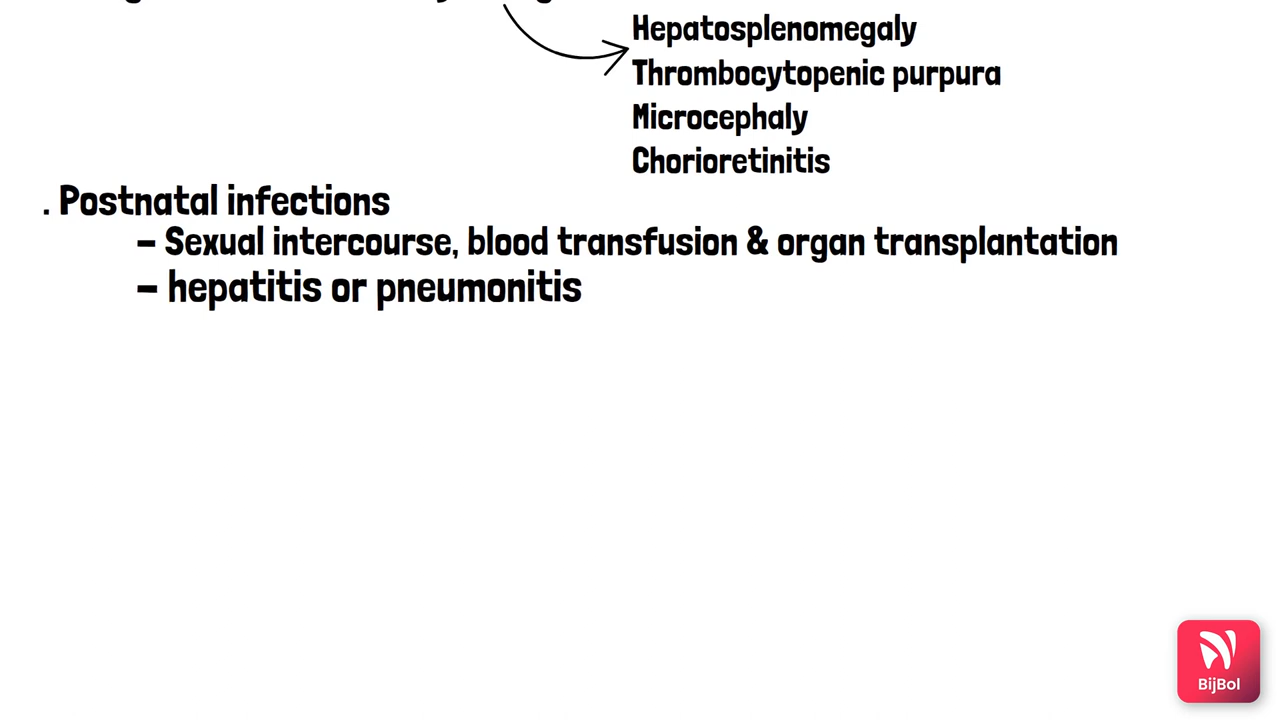 Hepatosplenomegaly
Thrombocytopenic purpura
Microcephaly
Chorioretinitis
. Postnatal infections
– Sexual intercourse, blood transfusion & organ transplantation
– hepatitis or pneumonitis
BijBol